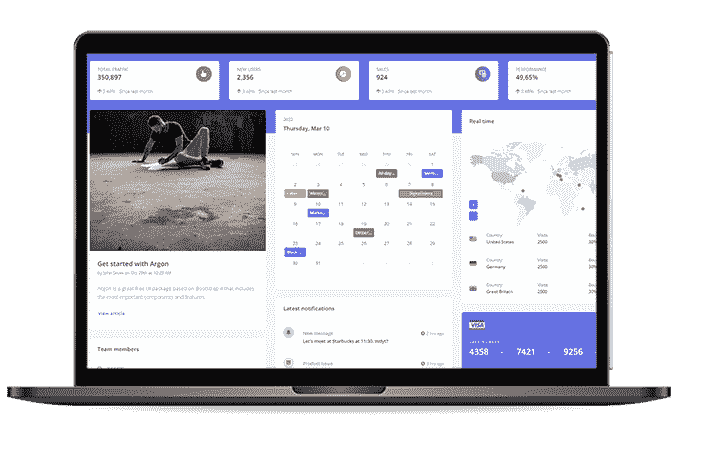 TOTAL TRAFFIC
350,897
3.48% Since last month
NEW USERS
2,356
3.48% Since last month
SALES
924
3.48% Since last month
PERFORMANCE
49,65%
3.48% Since last month
Get started with Argon
by John Snow on Oct 29th at 10:23 AM
Argon is a great free UI package based on Bootstrap that includes
the most important components and features.
View article
Team members
2022
Thursday, Mar 10
Sun Mon Tue Wed Thu Fri Sat
2 3 4 5 6 7 8
9 10 11 12 13 14 15
16 17 18 19 20 21 22
23 24 25 26 27 28 29
30 31
Latest notifications
New message
2 hrs ago
Let's meet at Starbucks at 11:30. Wdyt?
Product issue
3 hrs ago
Real time
Country
United States
Visits
2500
30%
Country
Germany
Visits
2500
30%
Country
Great Britain
Visits
2500
30%
VISA
CARD NUMBER
4358 - 7421 - 9256 -